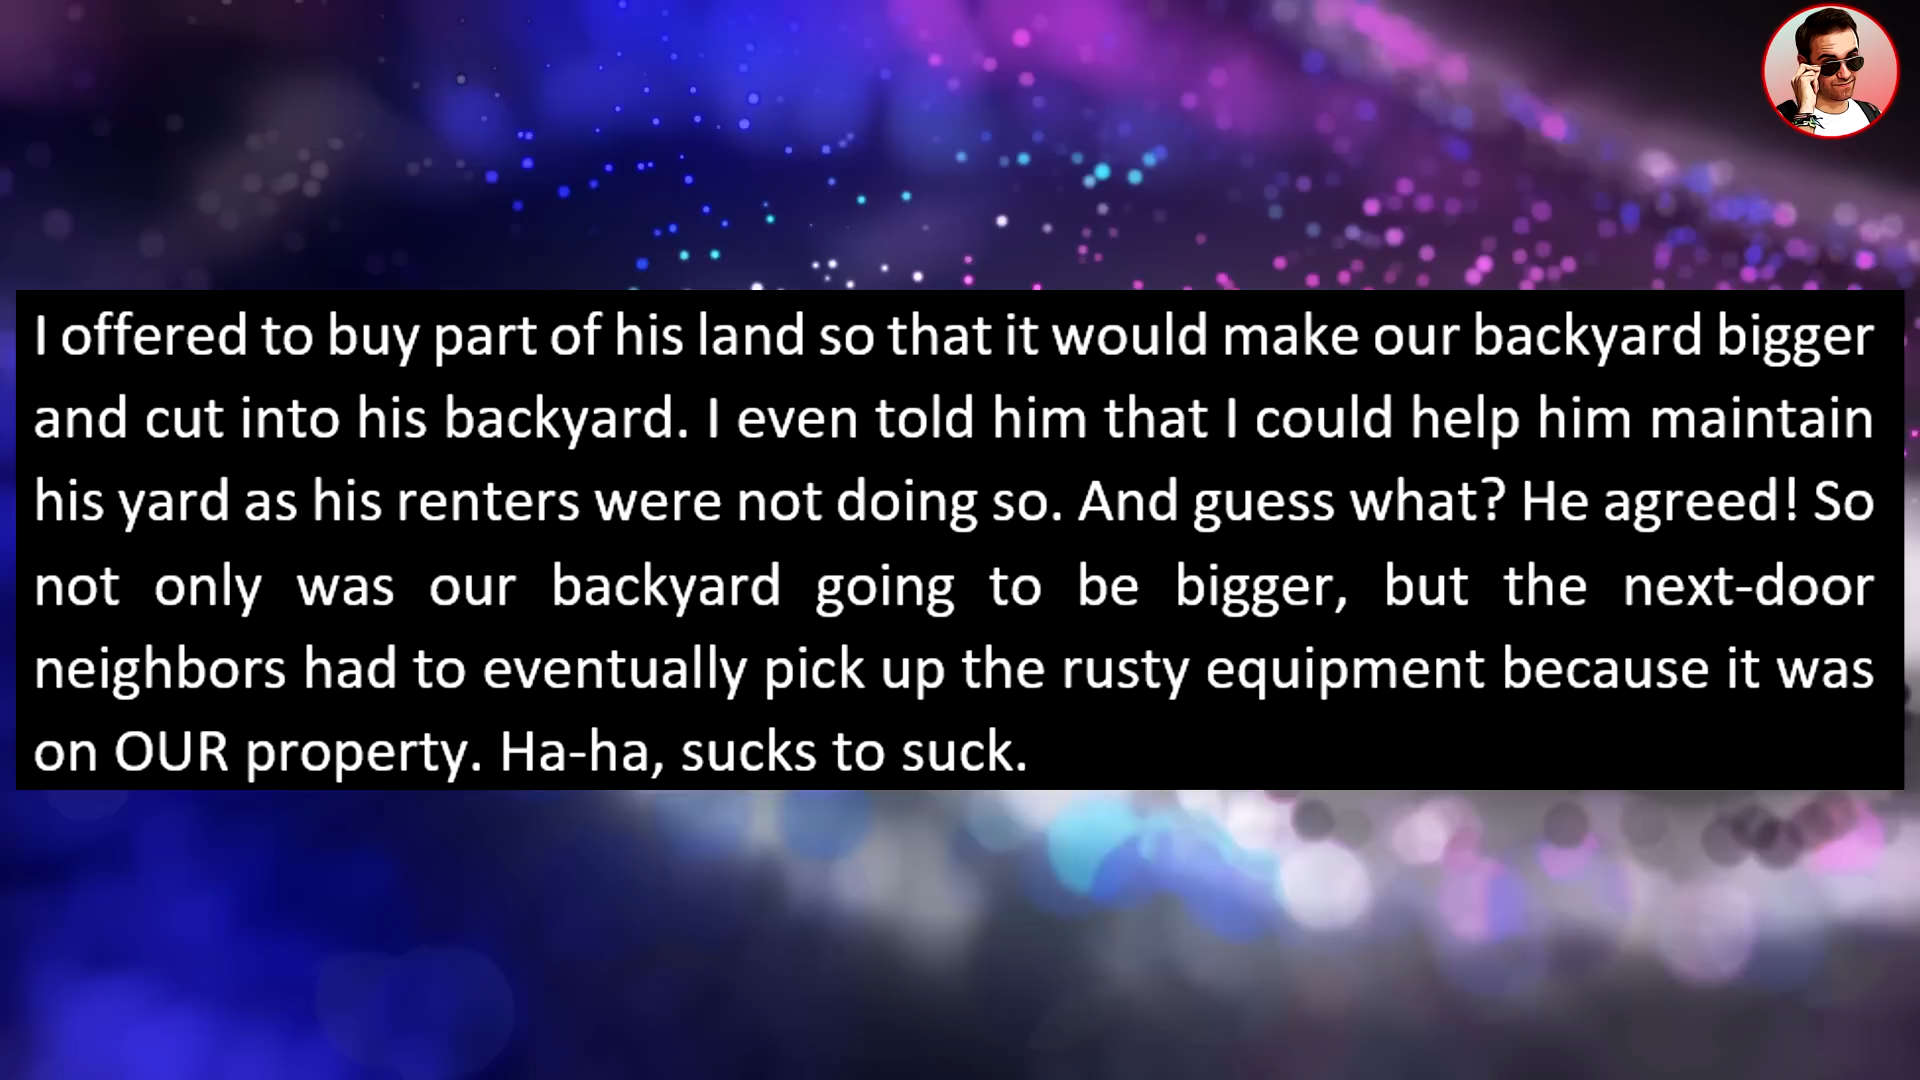 I offered to buy part of his land so that it would make our backyard bigger
and cut into his backyard. I even told him that I could help him maintain
his yard as his renters were not doing so. And guess what? He agreed! So
not only was our backyard going to be bigger, but the next-door
neighbors had to eventually pick up the rusty equipment because it was
on OUR property. Ha-ha, sucks to suck.